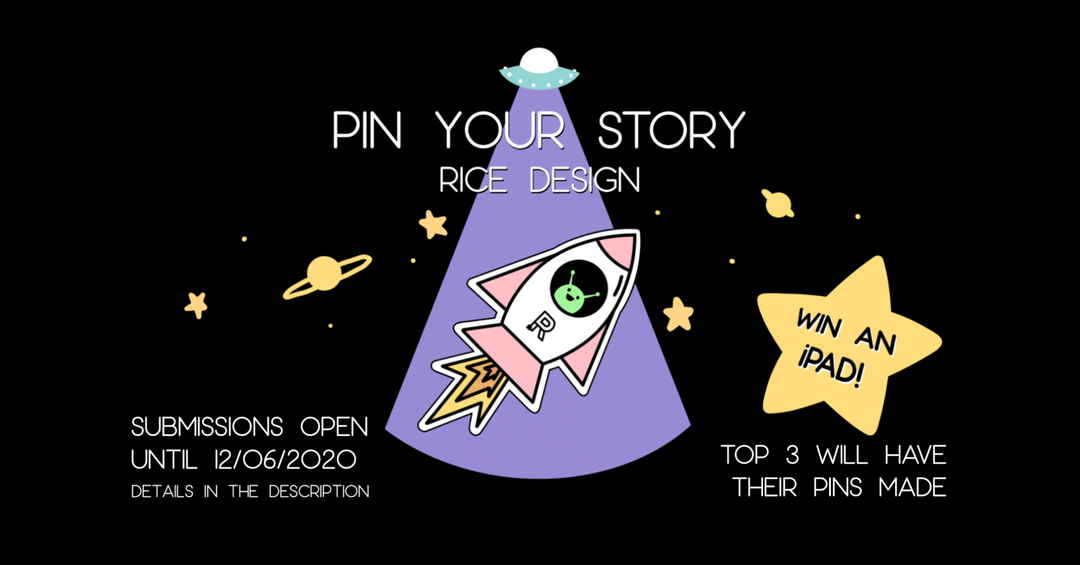 PIN YOUR STORY
RICE DESIGN
R
WIN AN
iPAD!
SUBMISSIONS OPEN
UNTIL 12/06/2020
DETAILS IN THE DESCRIPTION
TOP 3 WILL HAVE
THEIR PINS MADE